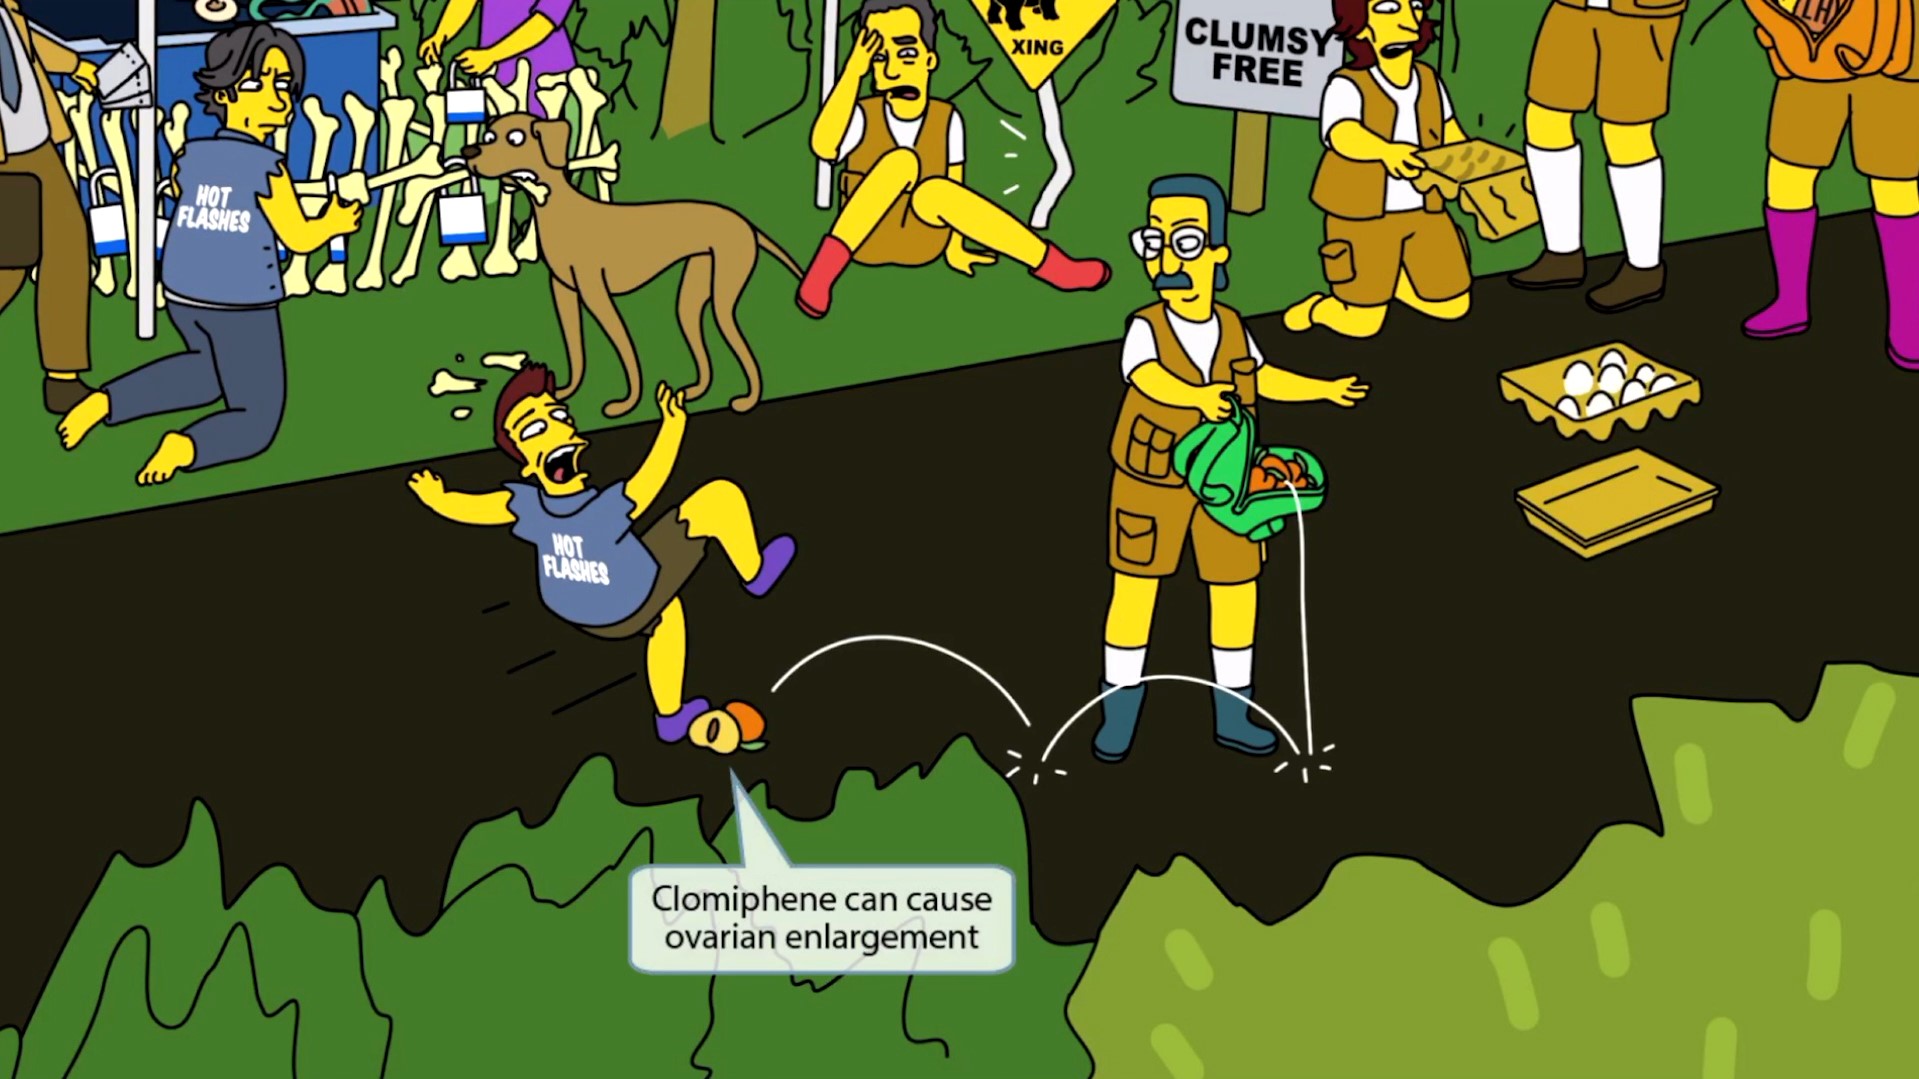 XING
CLUMSY
FREE
HOT
FLASHES
HOT
FLASHES
Clomiphene can cause
ovarian enlargement